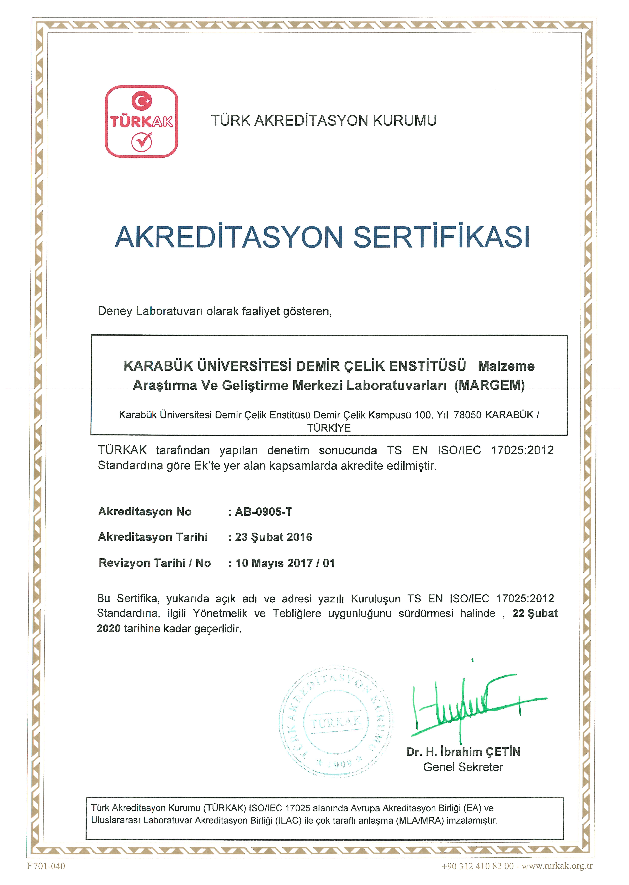 TÜRKAK
TÜRK AKREDİTASYON KURUMU
AKREDİTASYON SERTİFİKASI
Deney Laboratuvarı olarak faaliyet gösteren,
KARABÜK ÜNİVERSİTESİ DEMİR ÇELİK ENSTİTÜSÜ Malzeme
Araştırma Ve Geliştirme Merkezi Laboratuvarları (MARGEM)
Karabük Üniversitesi Demir Çelik Enstitüsü Demir Çelik Kampüsü 100. Yıl 78050 KARABÜK /
TÜRKİYE
TÜRKAK tarafından yapılan denetim sonucunda TS EN ISO/IEC 17025:2012
Standardına göre Ek'te yer alan kapsamlarda akredite edilmiştir.
Akreditasyon No : AB-0905-T
Akreditasyon Tarihi : 23 Şubat 2016
Revizyon Tarihi / No : 10 Mayıs 2017 / 01
Bu Sertifika, yukarıda açık adı ve adresi yazılı Kuruluşun TS EN ISO/IEC 17025:2012
Standardına, ilgili Yönetmelik ve Tebliğlere uygunluğunu sürdürmesi halinde , 22 Şubat
2020 tarihine kadar geçerlidir.
TÜRKAK
Dr. H. İbrahim ÇETİN
Genel Sekreter
Türk Akreditasyon Kurumu (TÜRKAK) ISO/IEC 17025 alanında Avrupa Akreditasyon Birliği (EA) ve
Uluslararası Laboratuvar Akreditasyon Birliği (ILAC) ile çok taraflı anlaşma (MLA/MRA) imzalamıştır.
F701-040
+90 312 410 82 00 - www.turkak.org.tr